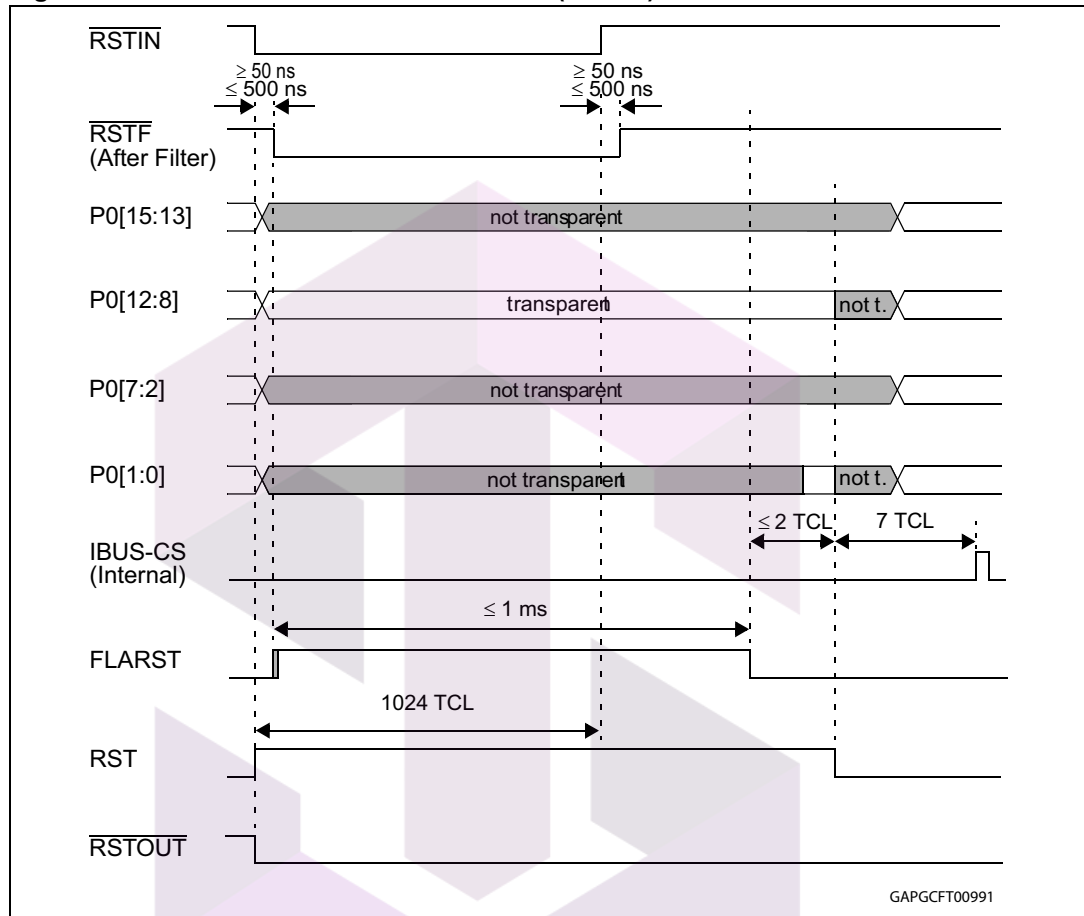 RSTIN
≥ 50 ns
≤ 500 ns
≥ 50 ns
≤ 500 ns
RSTF
(After Filter)
P0[15:13]
not transparent
P0[12:8]
transparent
not t.
P0[7:2]
not transparent
P0[1:0]
not transparent
not t.
≤ 2 TCL
7 TCL
IBUS-CS
(Internal)
≤ 1 ms
FLARST
1024 TCL
RST
RSTOUT
GAPGCFT00991